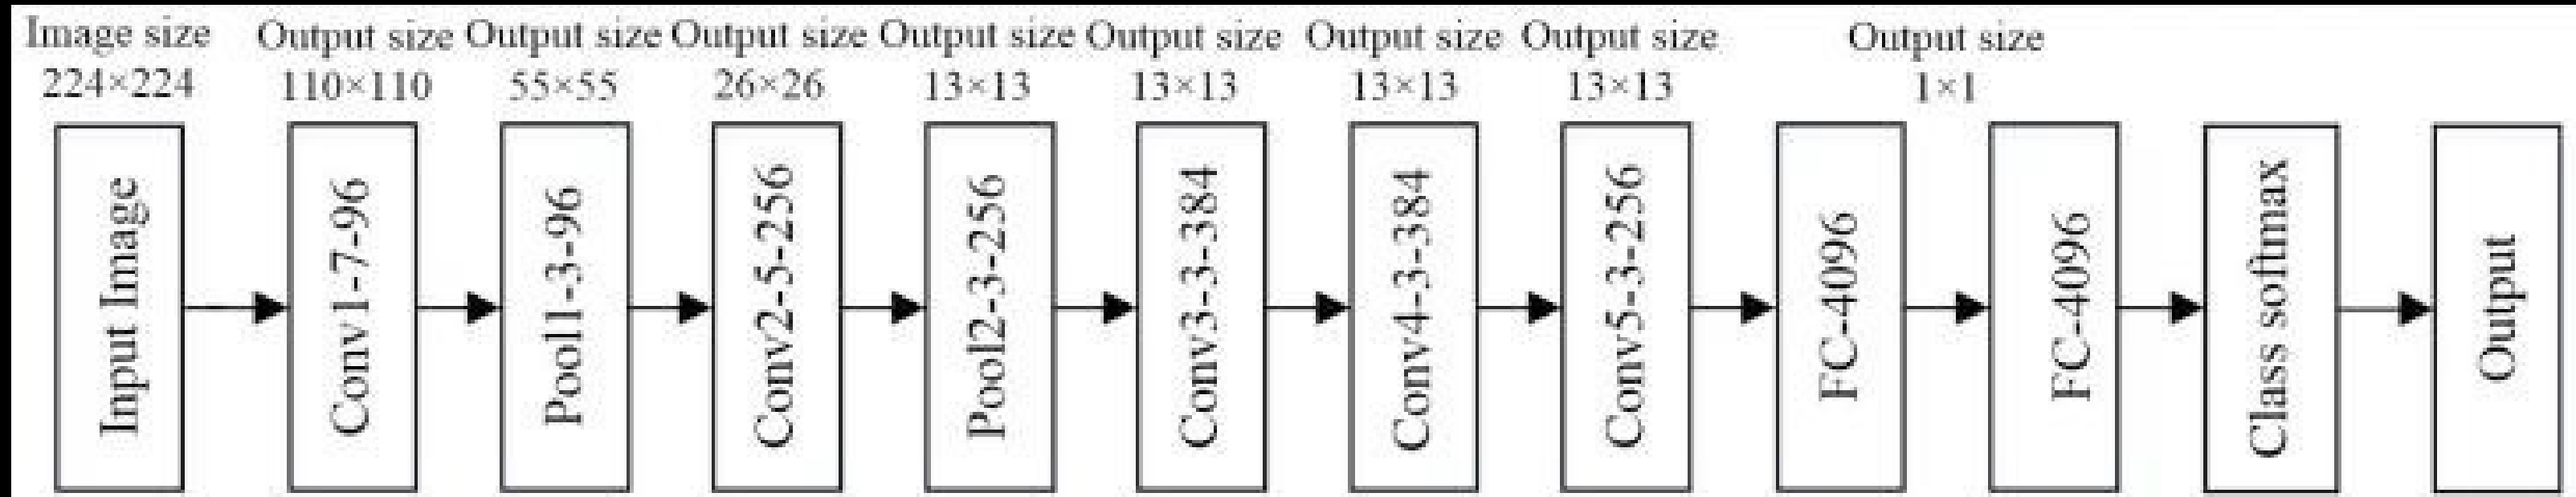 Image size
224×224
Output size
110×110
Output size
55×55
Output size
26×26
Output size
13×13
Output size
13×13
Output size
13×13
Output size
13×13
Output size
1×1
Input Image
Conv1-7-96
Pool1-3-96
Conv2-5-256
Pool2-3-256
Conv3-3-384
Conv4-3-384
Conv5-3-256
FC-4096
FC-4096
Class softmax
Output